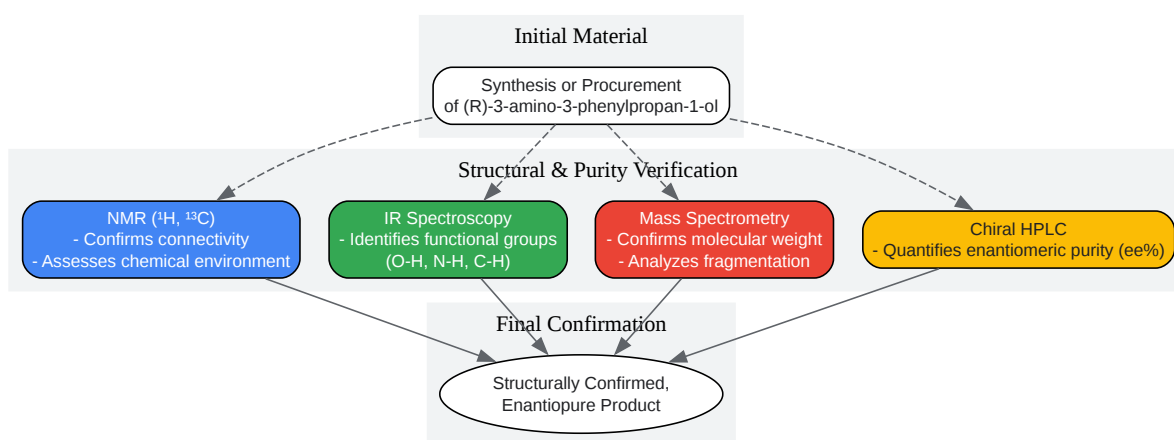 Initial Material
Synthesis or Procurement
of (R)-3-amino-3-phenylpropan-1-ol
Structural & Purity Verification
NMR (¹H, ¹³C)
- Confirms connectivity
- Assesses chemical environment
IR Spectroscopy
- Identifies functional groups
(O-H, N-H, C-H)
Mass Spectrometry
- Confirms molecular weight
- Analyzes fragmentation
Chiral HPLC
- Quantifies enantiomeric purity (ee%)
Final Confirmation
Structurally Confirmed,
Enantiopure Product